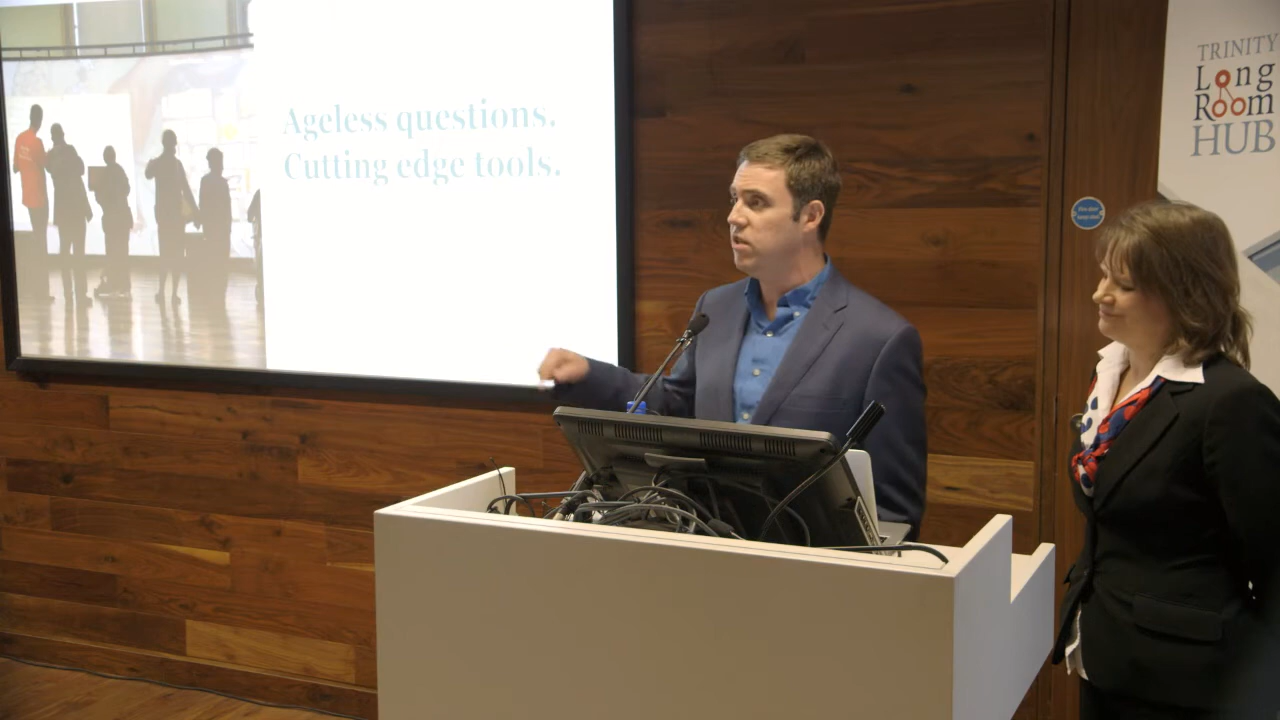 Ageless questions.
Cutting edge tools.
TRINITY
Long
Room
HUB